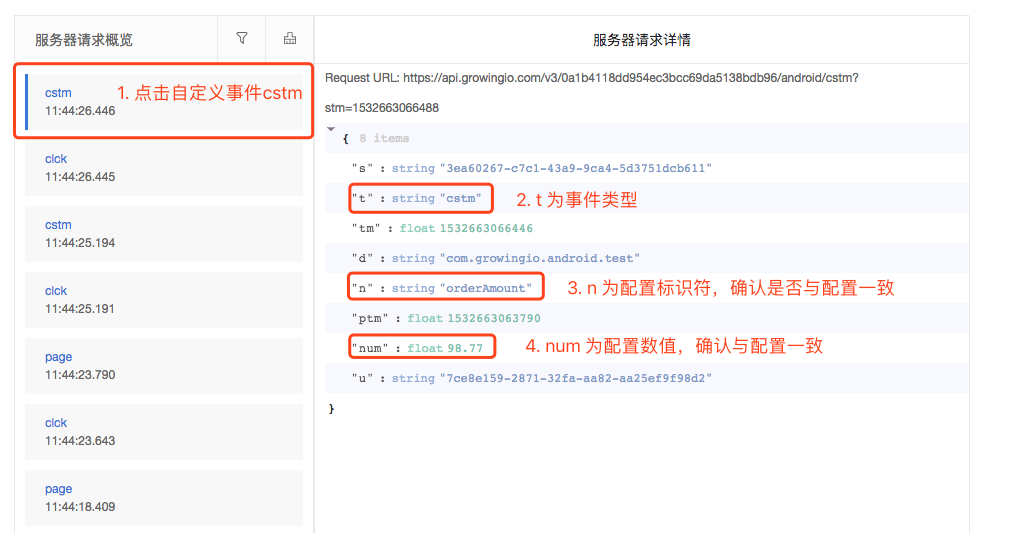 服务器请求概览
服务器请求详情
cstm
1. 点击自定义事件cstm
11:44:26.446
clck
11:44:26.445
cstm
11:44:25.194
clck
11:44:25.191
page
11:44:23.790
clck
11:44:23.643
page
11:44:18.409
Request URL: https://api.growingio.com/v3/0a1b4118dd954ec3bcc69da5138bdb96/android/cstm?
stm=1532663066488
{ 8 items
"s" : string "3ea60267-c7c1-43a9-9ca4-5d3751dcb611"
"t" : string "cstm" 2. t 为事件类型
"tm" : float 1532663066446
"d" : string "com.growingio.android.test"
"n" : string "orderAmount" 3. n 为配置标识符，确认是否与配置一致
"ptm" : float 1532663063790
"num" : float 98.77 4. num 为配置数值，确认与配置一致
"u" : string "7ce8e159-2871-32fa-aa82-aa25ef9f98d2"
}